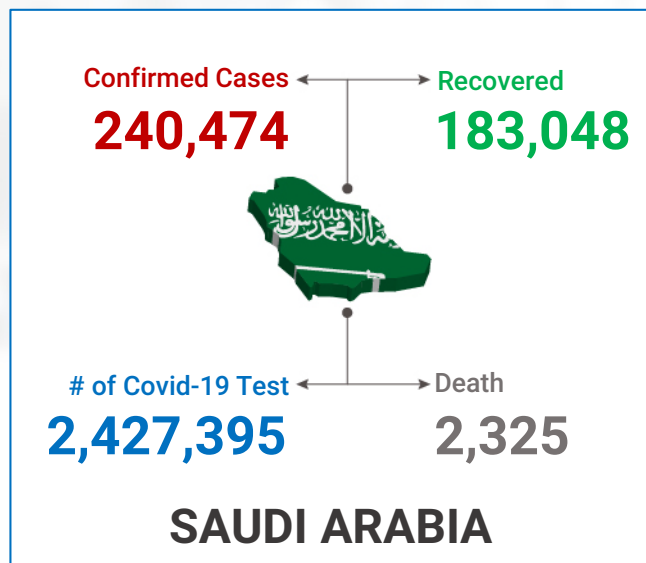 Confirmed Cases
240,474
Recovered
183,048
# of Covid-19 Test
2,427,395
Death
2,325
SAUDI ARABIA